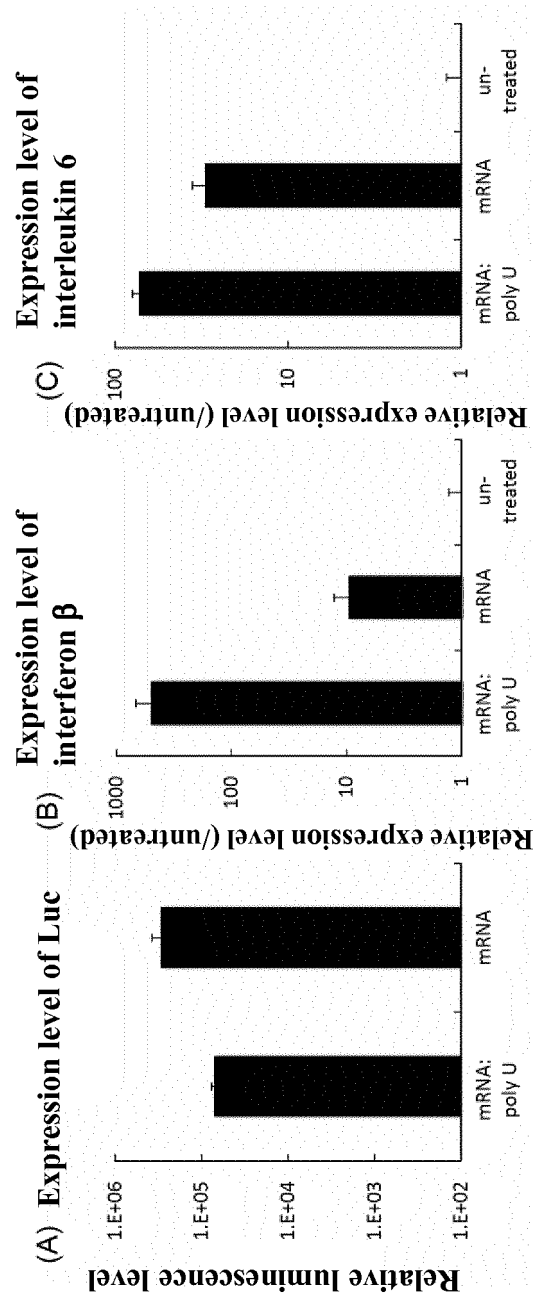 (A) Expression level of Luc
Relative luminescence level
1.E+06
1.E+05
1.E+04
1.E+03
1.E+02
mRNA:
poly U
mRNA
(B)
Expression level of
interferon β
Relative expression level (/untreated)
1000
100
10
1
mRNA:
poly U
mRNA
un-
treated
(C)
Expression level of
interleukin 6
Relative expression level (/untreated)
100
10
1
mRNA:
poly U
mRNA
un-
treated